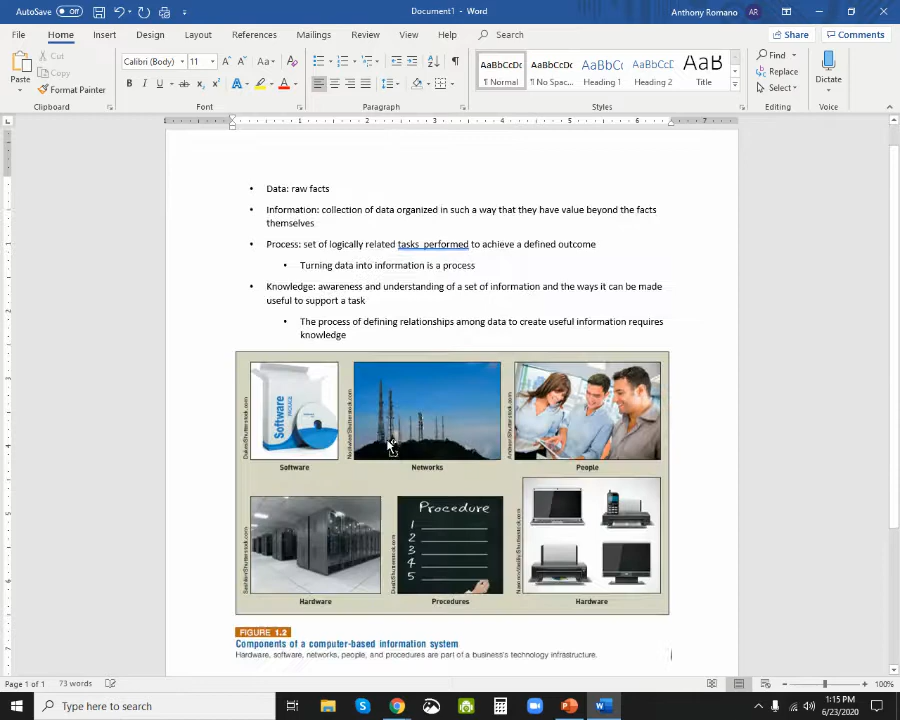 AutoSave Off
Document1 - Word
Anthony Romano AR
File Home Insert Design Layout References Mailings Review View Help Search
Share Comments
Paste
Cut
Copy
Format Painter
Clipboard
Calibri (Body) 11
Font
Paragraph
AaBbCcDc AaBbCcDc AaBbCc AaBbCcC AaB
¶ Normal ¶ No Spac... Heading 1 Heading 2 Title
Styles
Find
Replace
Select
Editing
Dictate
Voice
1 2 3 4 5 6 7
• Data: raw facts
• Information: collection of data organized in such a way that they have value beyond the facts
themselves
• Process: set of logically related tasks performed to achieve a defined outcome
• Turning data into information is a process
• Knowledge: awareness and understanding of a set of information and the ways it can be made
useful to support a task
• The process of defining relationships among data to create useful information requires
knowledge
Software
Software
Networks
People
Procedure
1
2
3
4
5
Hardware
Procedures
Hardware
FIGURE 1.2
Components of a computer-based information system
Hardware, software, networks, people, and procedures are part of a business's technology infrastructure.
Page 1 of 1 73 words
100%
Type here to search
1:15 PM
6/23/2020